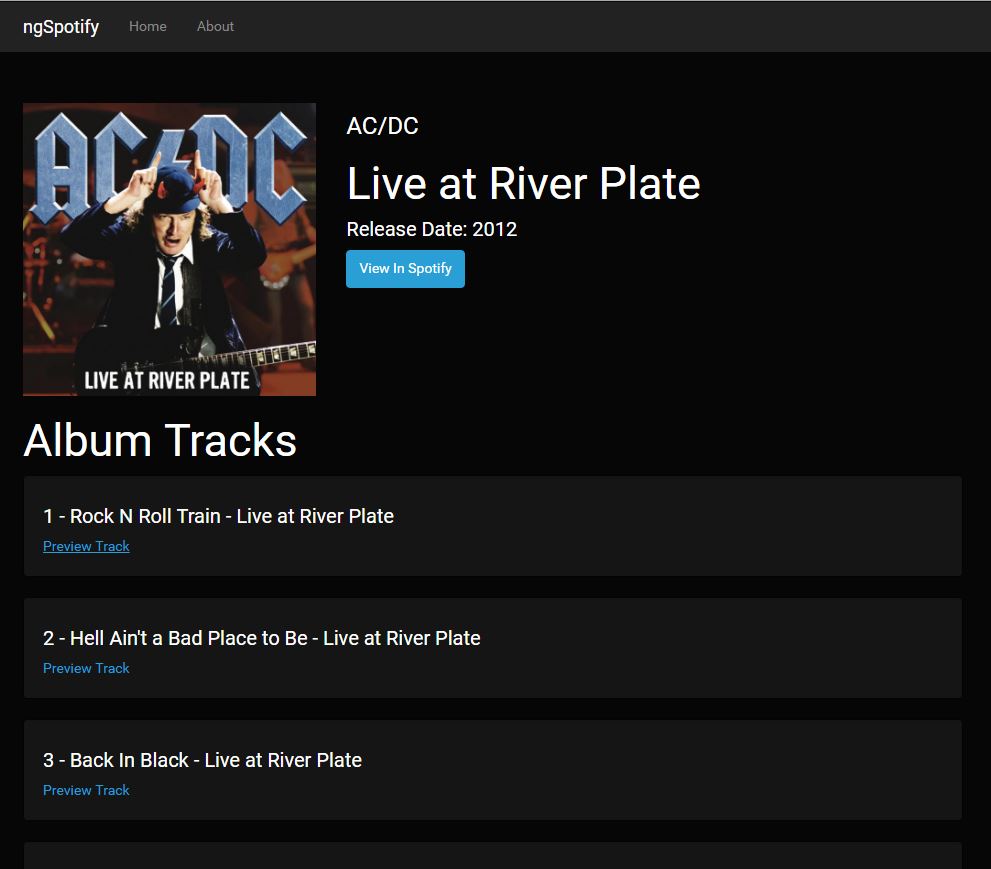 ngSpotify Home About
AC/DC
LIVE AT RIVER PLATE
AC/DC
Live at River Plate
Release Date: 2012
View In Spotify
Album Tracks
1 - Rock N Roll Train - Live at River Plate
Preview Track
2 - Hell Ain't a Bad Place to Be - Live at River Plate
Preview Track
3 - Back In Black - Live at River Plate
Preview Track